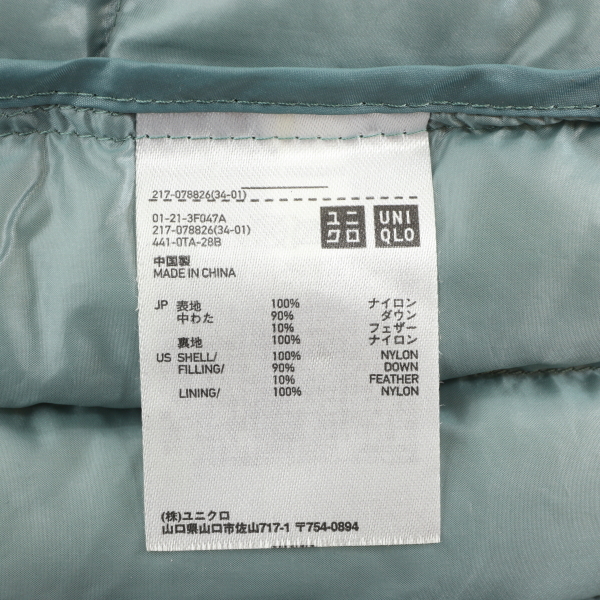 217-078826(34-01)
01-21-3F047A
217-078826(34-01)
441-0TA-28B
ユニクロ
UNIQLO
中国製
MADE IN CHINA
JP 表地 100% ナイロン
中わた 90% ダウン
10% フェザー
裏地 100% ナイロン
US SHELL/ 100% NYLON
FILLING/ 90% DOWN
10% FEATHER
LINING/ 100% NYLON
(株)ユニクロ
山口県山口市佐山717-1 〒754-0894